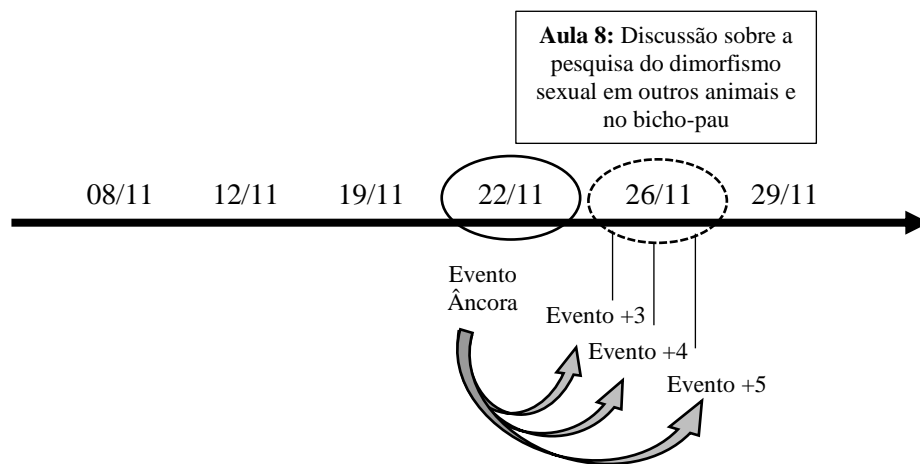 Aula 8: Discussão sobre a
pesquisa do dimorfismo
sexual em outros animais e
no bicho-pau
08/11 12/11 19/11 22/11 26/11 29/11
Evento
Âncora
Evento +3
Evento +4
Evento +5